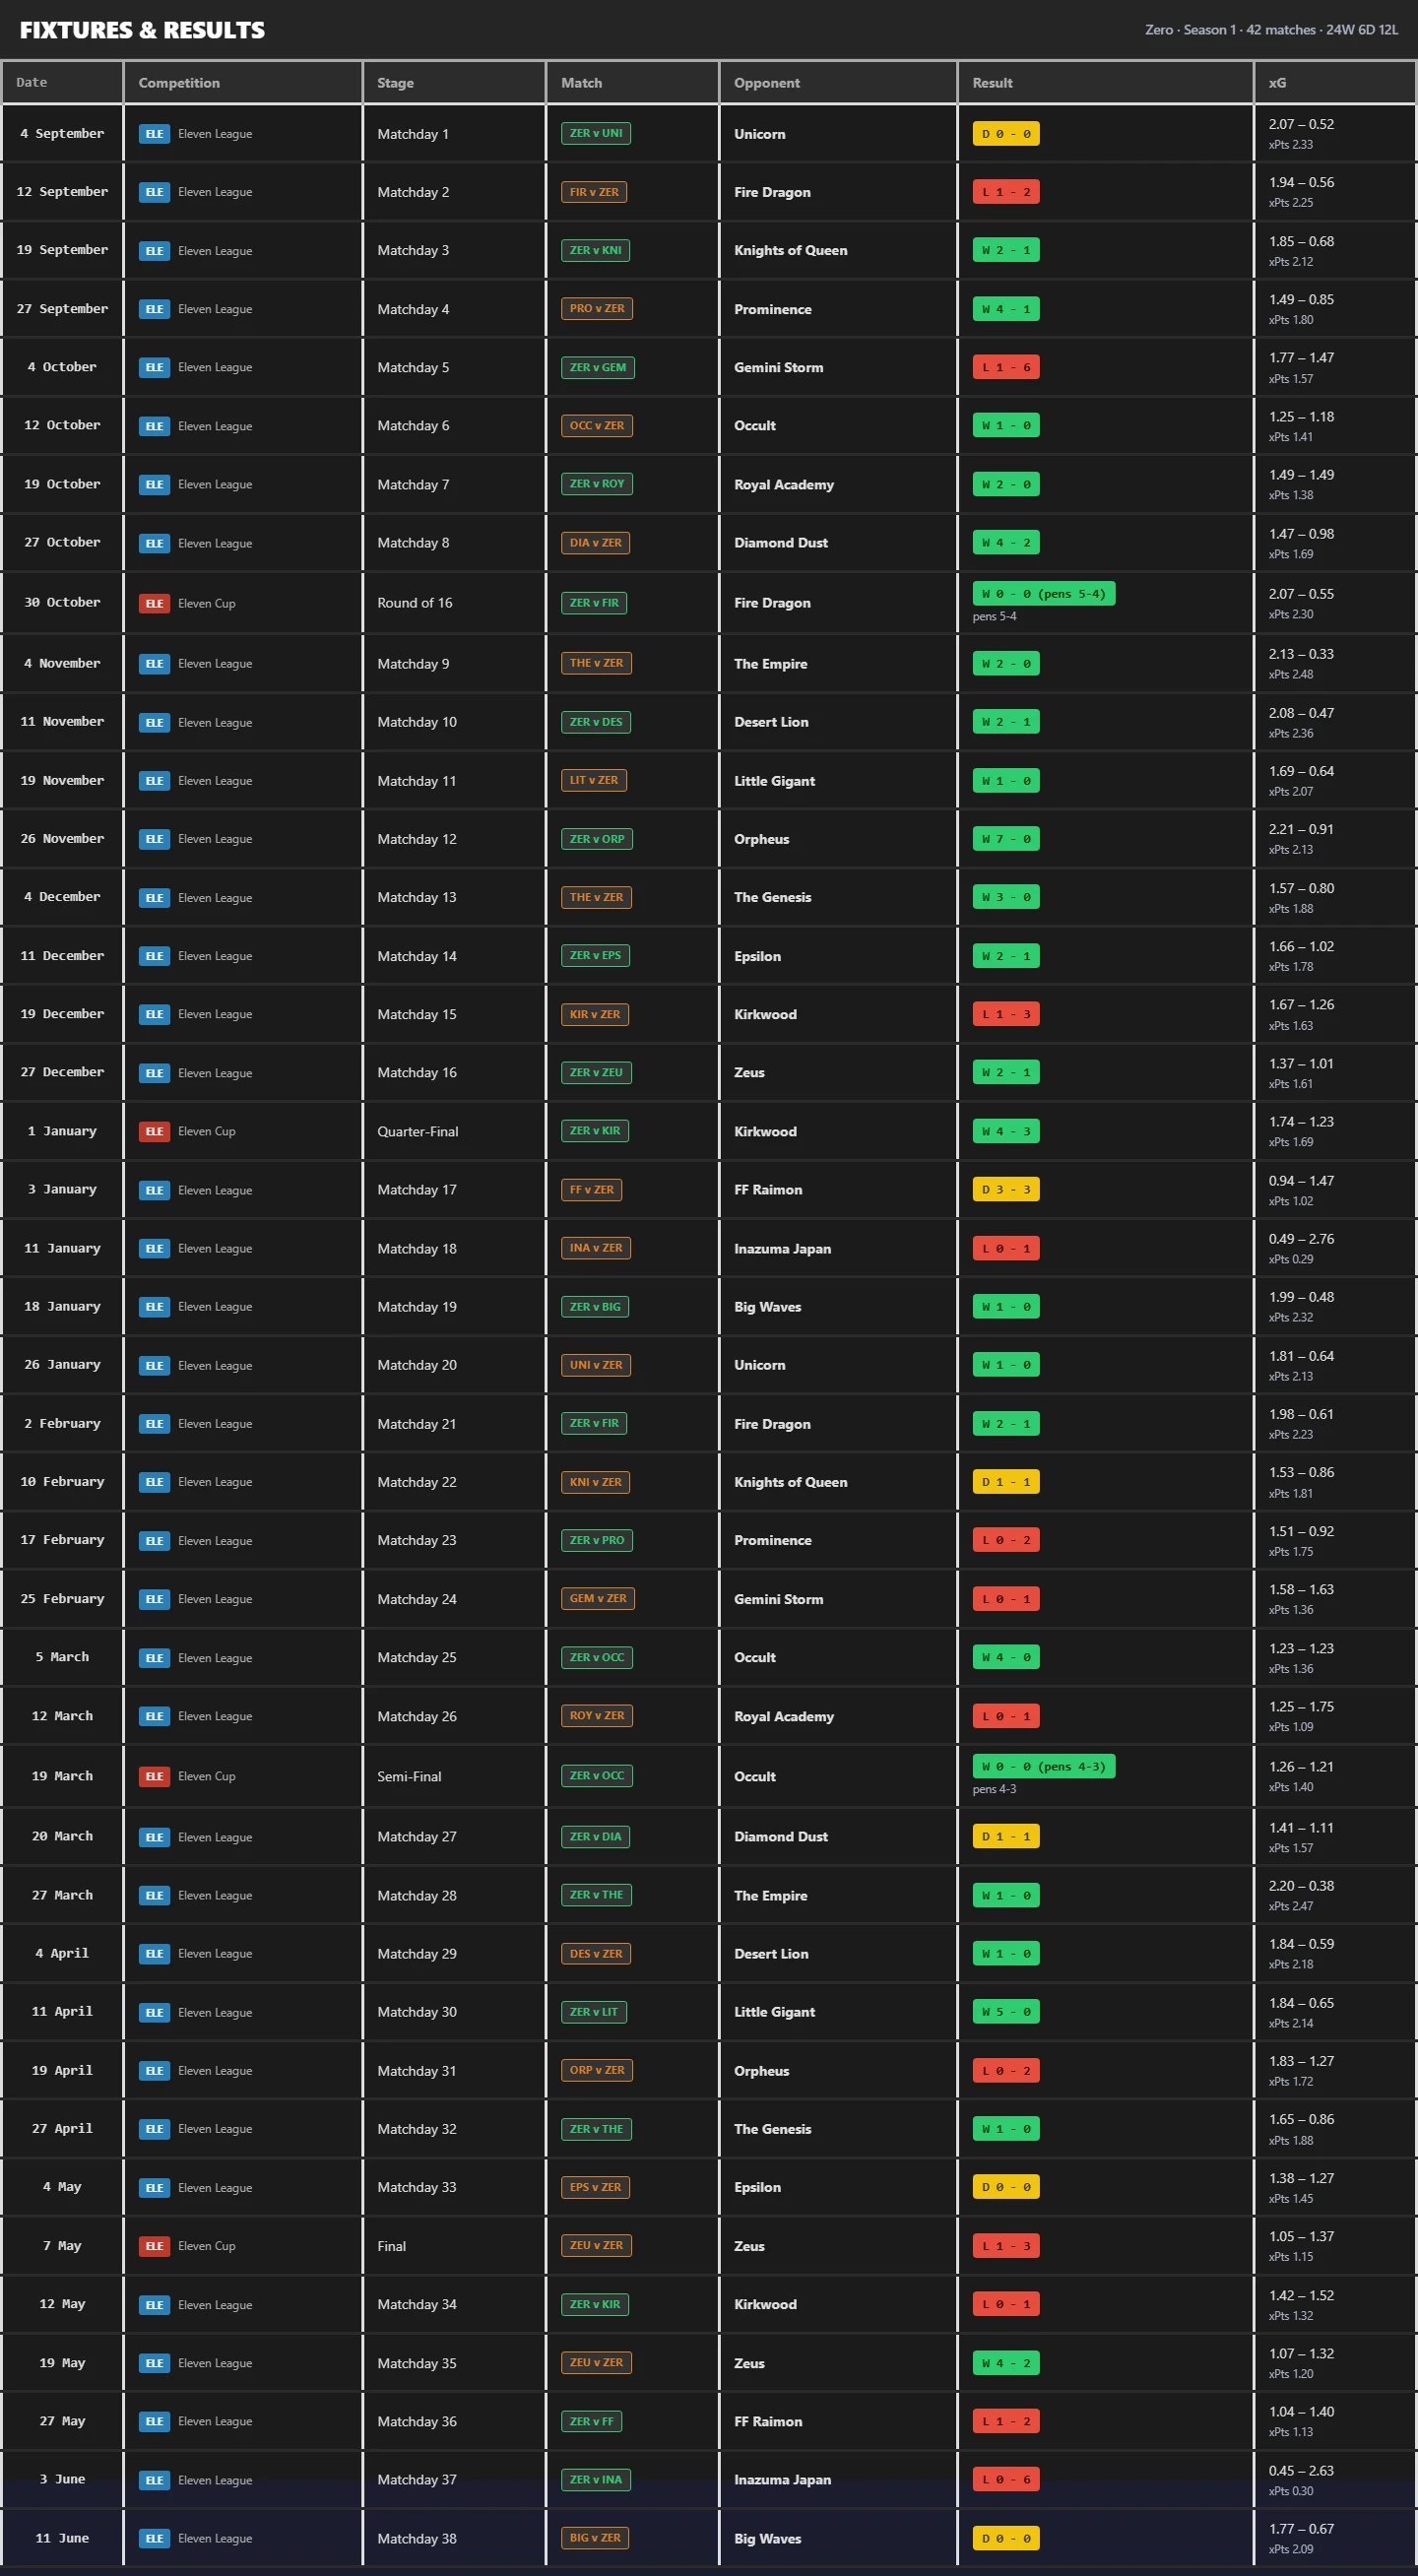 FIXTURES & RESULTS
Zero · Season 1 · 42 matches · 24W 6D 12L
Date Competition Stage Match Opponent Result xG
4 September ELE Eleven League Matchday 1 ZER v UNI Unicorn D 0 - 0 2.07 – 0.52
xPts 2.33
12 September ELE Eleven League Matchday 2 FIR v ZER Fire Dragon L 1 - 2 1.94 – 0.56
xPts 2.25
19 September ELE Eleven League Matchday 3 ZER v KNI Knights of Queen W 2 - 1 1.85 – 0.68
xPts 2.12
27 September ELE Eleven League Matchday 4 PRO v ZER Prominence W 4 - 1 1.49 – 0.85
xPts 1.80
4 October ELE Eleven League Matchday 5 ZER v GEM Gemini Storm L 1 - 6 1.77 – 1.47
xPts 1.57
12 October ELE Eleven League Matchday 6 OCC v ZER Occult W 1 - 0 1.25 – 1.18
xPts 1.41
19 October ELE Eleven League Matchday 7 ZER v ROY Royal Academy W 2 - 0 1.49 – 1.49
xPts 1.38
27 October ELE Eleven League Matchday 8 DIA v ZER Diamond Dust W 4 - 2 1.47 – 0.98
xPts 1.69
30 October ELE Eleven Cup Round of 16 ZER v FIR Fire Dragon W 0 - 0 (pens 5-4) 2.07 – 0.55
pens 5-4 xPts 2.30
4 November ELE Eleven League Matchday 9 THE v ZER The Empire W 2 - 0 2.13 – 0.33
xPts 2.48
11 November ELE Eleven League Matchday 10 ZER v DES Desert Lion W 2 - 1 2.08 – 0.47
xPts 2.36
19 November ELE Eleven League Matchday 11 LIT v ZER Little Gigant W 1 - 0 1.69 – 0.64
xPts 2.07
26 November ELE Eleven League Matchday 12 ZER v ORP Orpheus W 7 - 0 2.21 – 0.91
xPts 2.13
4 December ELE Eleven League Matchday 13 THE v ZER The Genesis W 3 - 0 1.57 – 0.80
xPts 1.88
11 December ELE Eleven League Matchday 14 ZER v EPS Epsilon W 2 - 1 1.66 – 1.02
xPts 1.78
19 December ELE Eleven League Matchday 15 KIR v ZER Kirkwood L 1 - 3 1.67 – 1.26
xPts 1.63
27 December ELE Eleven League Matchday 16 ZER v ZEU Zeus W 2 - 1 1.37 – 1.01
xPts 1.61
1 January ELE Eleven Cup Quarter-Final ZER v KIR Kirkwood W 4 - 3 1.74 – 1.23
xPts 1.69
3 January ELE Eleven League Matchday 17 FF v ZER FF Raimon D 3 - 3 0.94 – 1.47
xPts 1.02
11 January ELE Eleven League Matchday 18 INA v ZER Inazuma Japan L 0 - 1 0.49 – 2.76
xPts 0.29
18 January ELE Eleven League Matchday 19 ZER v BIG Big Waves W 1 - 0 1.99 – 0.48
xPts 2.32
26 January ELE Eleven League Matchday 20 UNI v ZER Unicorn W 1 - 0 1.81 – 0.64
xPts 2.13
2 February ELE Eleven League Matchday 21 ZER v FIR Fire Dragon W 2 - 1 1.98 – 0.61
xPts 2.23
10 February ELE Eleven League Matchday 22 KNI v ZER Knights of Queen D 1 - 1 1.53 – 0.86
xPts 1.81
17 February ELE Eleven League Matchday 23 ZER v PRO Prominence L 0 - 2 1.51 – 0.92
xPts 1.75
25 February ELE Eleven League Matchday 24 GEM v ZER Gemini Storm L 0 - 1 1.58 – 1.63
xPts 1.36
5 March ELE Eleven League Matchday 25 ZER v OCC Occult W 4 - 0 1.23 – 1.23
xPts 1.36
12 March ELE Eleven League Matchday 26 ROY v ZER Royal Academy L 0 - 1 1.25 – 1.75
xPts 1.09
19 March ELE Eleven Cup Semi-Final ZER v OCC Occult W 0 - 0 (pens 4-3) 1.26 – 1.21
pens 4-3 xPts 1.40
20 March ELE Eleven League Matchday 27 ZER v DIA Diamond Dust D 1 - 1 1.41 – 1.11
xPts 1.57
27 March ELE Eleven League Matchday 28 ZER v THE The Empire W 1 - 0 2.20 – 0.38
xPts 2.47
4 April ELE Eleven League Matchday 29 DES v ZER Desert Lion W 1 - 0 1.84 – 0.59
xPts 2.18
11 April ELE Eleven League Matchday 30 ZER v LIT Little Gigant W 5 - 0 1.84 – 0.65
xPts 2.14
19 April ELE Eleven League Matchday 31 ORP v ZER Orpheus L 0 - 2 1.83 – 1.27
xPts 1.72
27 April ELE Eleven League Matchday 32 ZER v THE The Genesis W 1 - 0 1.65 – 0.86
xPts 1.88
4 May ELE Eleven League Matchday 33 EPS v ZER Epsilon D 0 - 0 1.38 – 1.27
xPts 1.45
7 May ELE Eleven Cup Final ZEU v ZER Zeus L 1 - 3 1.05 – 1.37
xPts 1.15
12 May ELE Eleven League Matchday 34 ZER v KIR Kirkwood L 0 - 1 1.42 – 1.52
xPts 1.32
19 May ELE Eleven League Matchday 35 ZEU v ZER Zeus W 4 - 2 1.07 – 1.32
xPts 1.20
27 May ELE Eleven League Matchday 36 ZER v FF FF Raimon L 1 - 2 1.04 – 1.40
xPts 1.13
3 June ELE Eleven League Matchday 37 ZER v INA Inazuma Japan L 0 - 6 0.45 – 2.63
xPts 0.30
11 June ELE Eleven League Matchday 38 BIG v ZER Big Waves D 0 - 0 1.77 – 0.67
xPts 2.09